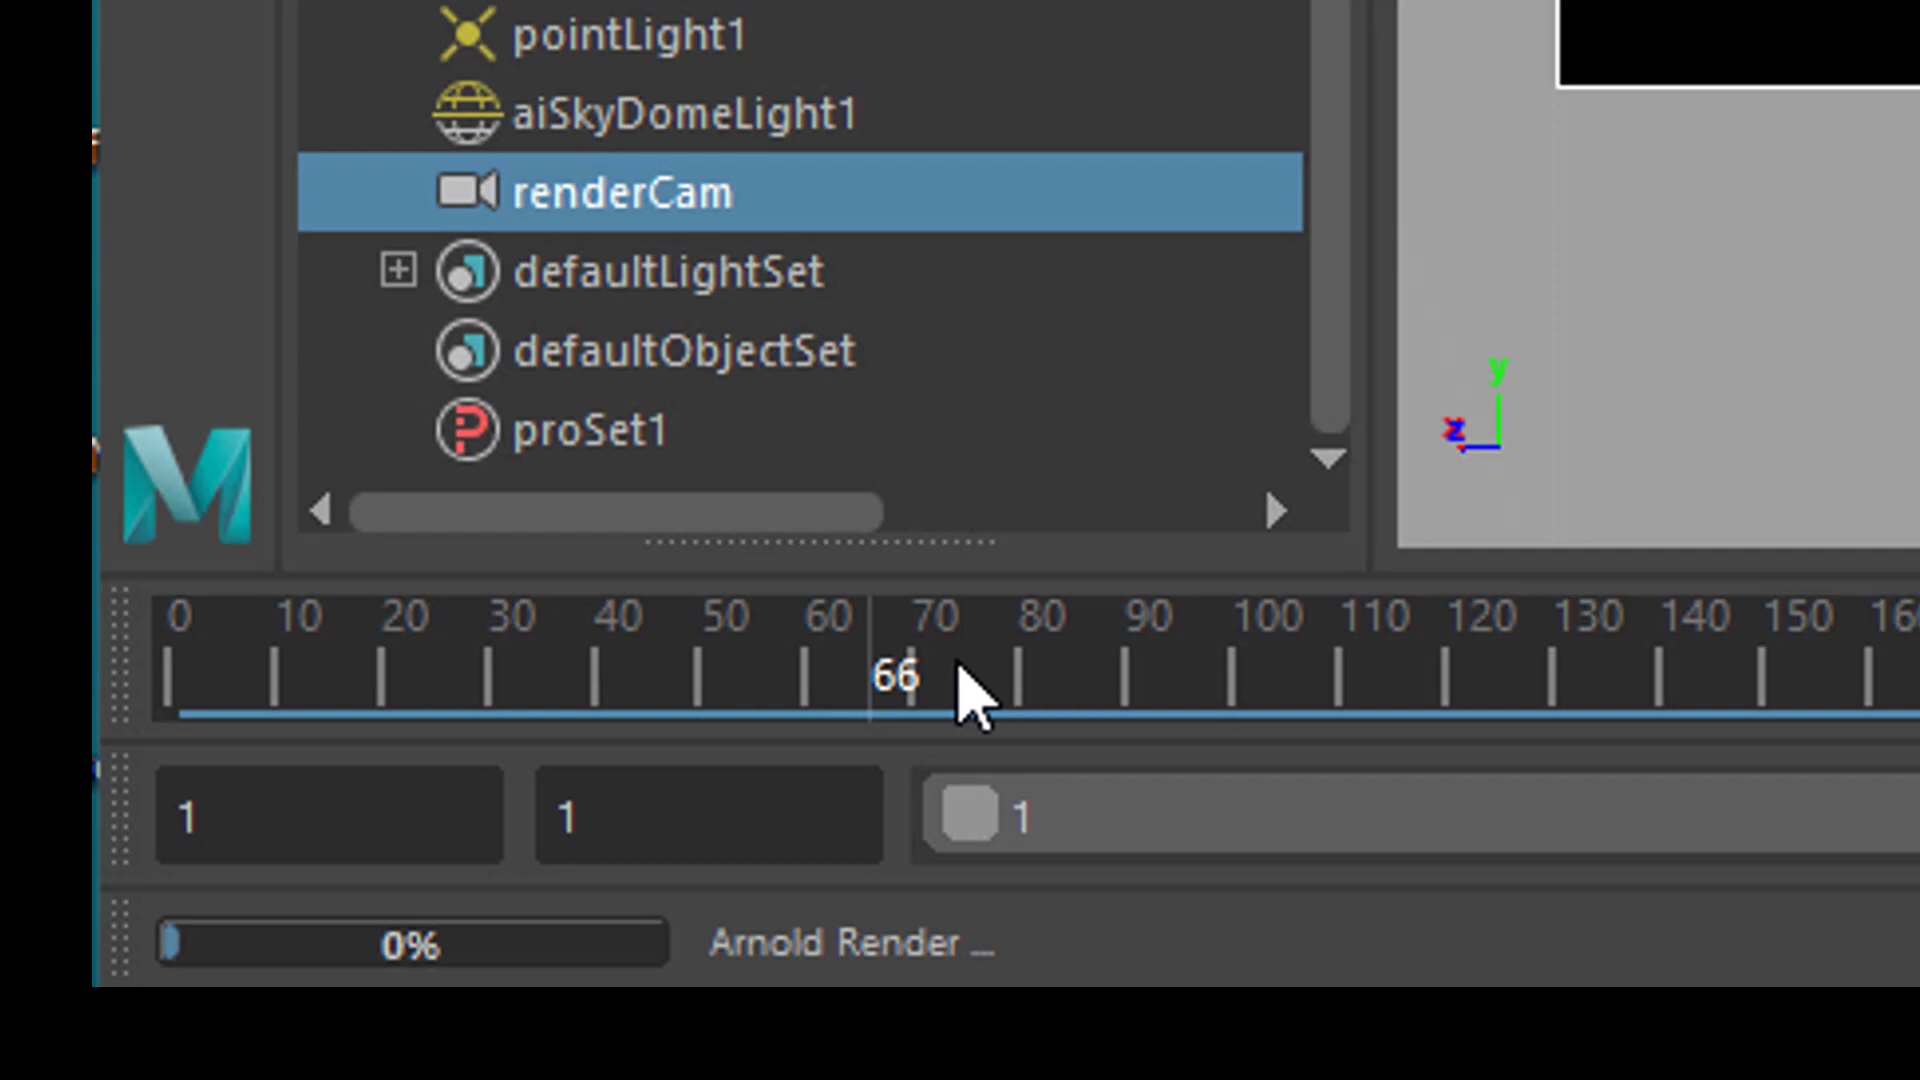 pointLight1
aiSkyDomeLight1
renderCam
defaultLightSet
defaultObjectSet
proSet1
y
z
0 10 20 30 40 50 60 70 80 90 100 110 120 130 140 150
66
1 1 1
0% Arnold Render ...